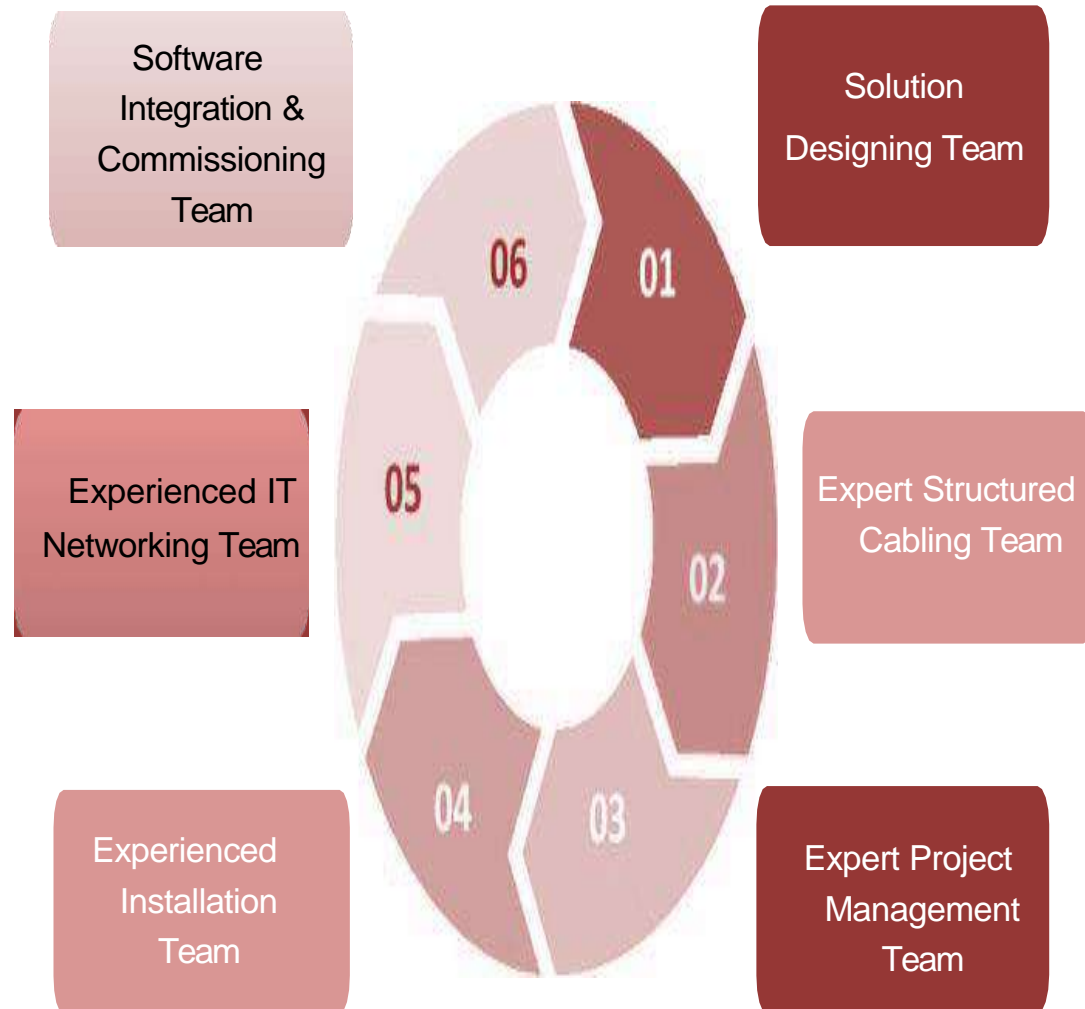 Software
Integration &
Commissioning
Team
Solution
Designing Team
06
01
Experienced IT
Networking Team
05
Expert Structured
Cabling Team
02
04
03
Experienced
Installation
Team
Expert Project
Management
Team